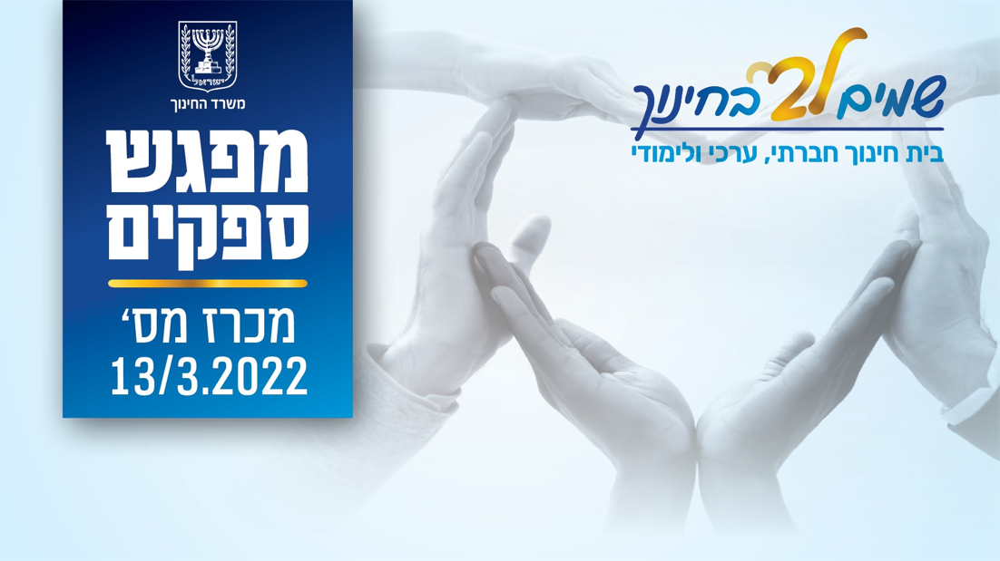 משרד החינוך
מפגש
ספקים
מכרז מס'
13/3.2022
שמים לב בחינוך
בית חינוך חברתי, ערכי ולימודי